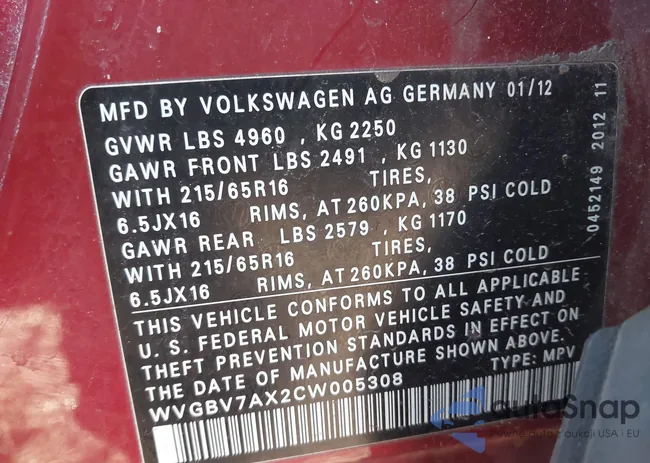 MFD BY VOLKSWAGEN AG GERMANY 01/12
GVWR LBS 4960 , KG 2250
GAWR FRONT LBS 2491 , KG 1130
WITH 215/65R16 TIRES,
6.5JX16 RIMS, AT 260KPA, 38 PSI COLD
GAWR REAR LBS 2579 , KG 1170
WITH 215/65R16 TIRES,
6.5JX16 RIMS, AT 260KPA, 38 PSI COLD
THIS VEHICLE CONFORMS TO ALL APPLICABLE
U. S. FEDERAL MOTOR VEHICLE SAFETY AND
THEFT PREVENTION STANDARDS IN EFFECT ON
THE DATE OF MANUFACTURE SHOWN ABOVE.
WVGBV7AX2CW005308 TYPE: MPV
0452149 2012 11
autoSnap
aukcji USA i EU